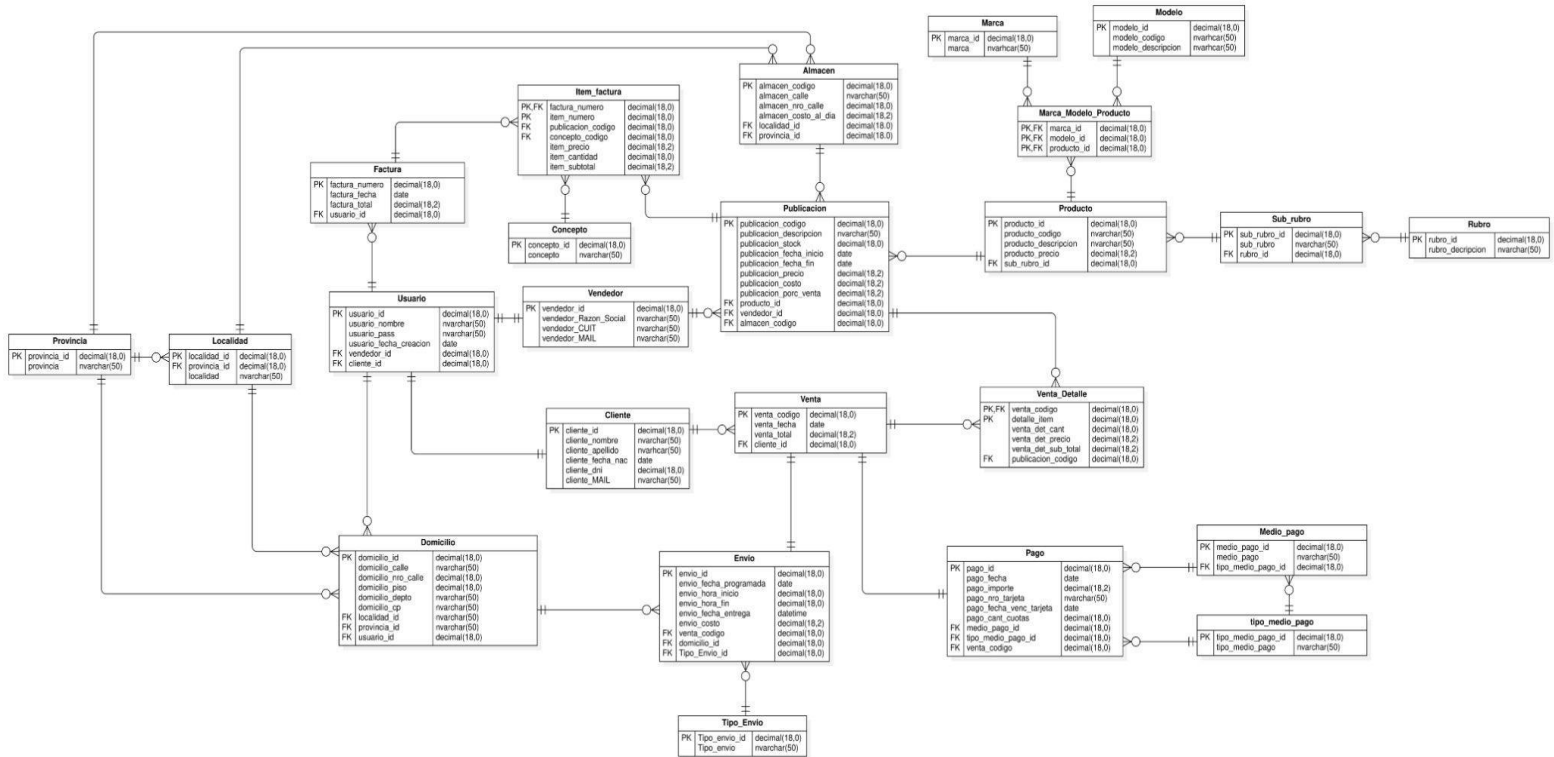 Marca
PK marca_id decimal(18,0)
marca nvarhcar(50)
Modelo
PK modelo_id decimal(18,0)
modelo_codigo nvarhcar(50)
modelo_descripcion nvarhcar(50)
Almacen
PK almacen_codigo decimal(18,0)
almacen_calle nvarchar(50)
almacen_nro_calle decimal(18,0)
almacen_costo_al_dia decimal(18,2)
FK localidad_id decimal(18.0)
FK provincia_id decimal(18.0)
Item_factura
PK,FK factura_numero decimal(18,0)
PK item_numero decimal(18,0)
FK publicacion_codigo decimal(18,0)
FK concepto_codigo decimal(18,0)
item_precio decimal(18,2)
item_cantidad decimal(18,0)
item_subtotal decimal(18,2)
Marca_Modelo_Producto
PK,FK marca_id decimal(18,0)
PK,FK modelo_id decimal(18,0)
PK,FK producto_id decimal(18,0)
Factura
PK factura_numero decimal(18,0)
factura_fecha date
factura_total decimal(18,2)
FK usuario_id decimal(18,0)
Concepto
PK concepto_id decimal(18,0)
concepto nvarchar(50)
Publicacion
PK publicacion_codigo decimal(18,0)
publicacion_descripcion nvarchar(50)
publicacion_stock decimal(18,0)
publicacion_fecha_inicio date
publicacion_fecha_fin date
publicacion_precio decimal(18,2)
publicacion_costo decimal(18,2)
publicacion_porc_venta decimal(18,2)
FK producto_id decimal(18,0)
FK vendedor_id decimal(18,0)
FK almacen_codigo decimal(18,0)
Producto
PK producto_id decimal(18,0)
producto_codigo nvarchar(50)
producto_descripcion nvarchar(50)
producto_precio decimal(18,2)
FK sub_rubro_id decimal(18,0)
Sub_rubro
PK sub_rubro_id decimal(18,0)
sub_rubro nvarchar(50)
FK rubro_id decimal(18,0)
Rubro
PK rubro_id decimal(18,0)
rubro_decripcion nvarchar(50)
Usuario
PK usuario_id decimal(18,0)
usuario_nombre nvarchar(50)
usuario_pass nvarchar(50)
usuario_fecha_creacion date
FK vendedor_id decimal(18,0)
FK cliente_id decimal(18,0)
Vendedor
PK vendedor_id decimal(18,0)
vendedor_Razon_Social nvarchar(50)
vendedor_CUIT nvarchar(50)
vendedor_MAIL nvarchar(50)
Provincia
PK provincia_id decimal(18,0)
provincia nvarchar(50)
Localidad
PK localidad_id decimal(18,0)
FK provincia_id decimal(18,0)
localidad nvarchar(50)
Cliente
PK cliente_id decimal(18,0)
cliente_nombre nvarchar(50)
cliente_apellido nvarhcar(50)
cliente_fecha_nac date
cliente_dni decimal(18,0)
cliente_MAIL nvarchar(50)
Venta
PK venta_codigo decimal(18,0)
venta_fecha date
venta_total decimal(18,2)
FK cliente_id decimal(18,0)
Venta_Detalle
PK,FK venta_codigo decimal(18,0)
PK detalle_item decimal(18,0)
venta_det_cant decimal(18,0)
venta_det_precio decimal(18,2)
venta_det_sub_total decimal(18,2)
FK publicacion_codigo decimal(18,0)
Domicilio
PK domicilio_id decimal(18,0)
domicilio_calle nvarchar(50)
domicilio_nro_calle decimal(18,0)
domicilio_piso decimal(18,0)
domicilio_depto nvarchar(50)
domicilio_cp nvarchar(50)
FK localidad_id nvarchar(50)
FK provincia_id nvarchar(50)
FK usuario_id decimal(18,0)
Envio
PK envio_id decimal(18,0)
envio_fecha_programada date
envio_hora_inicio decimal(18,0)
envio_hora_fin decimal(18,0)
envio_fecha_entrega datetime
envio_costo decimal(18,2)
FK venta_codigo decimal(18,0)
FK domicilio_id decimal(18,0)
FK Tipo_Envio_id decimal(18,0)
Pago
PK pago_id decimal(18,0)
pago_fecha date
pago_importe decimal(18,2)
pago_nro_tarjeta nvarchar(50)
pago_fecha_venc_tarjeta date
pago_cant_cuotas decimal(18,0)
FK medio_pago_id decimal(18,0)
FK tipo_medio_pago_id decimal(18,0)
FK venta_codigo decimal(18,0)
Medio_pago
PK medio_pago_id decimal(18,0)
medio_pago nvarchar(50)
FK tipo_medio_pago_id decimal(18,0)
tipo_medio_pago
PK tipo_medio_pago_id decimal(18,0)
tipo_medio_pago nvarchar(50)
Tipo_Envio
PK Tipo_envio_id decimal(18,0)
Tipo_envio nvarchar(50)